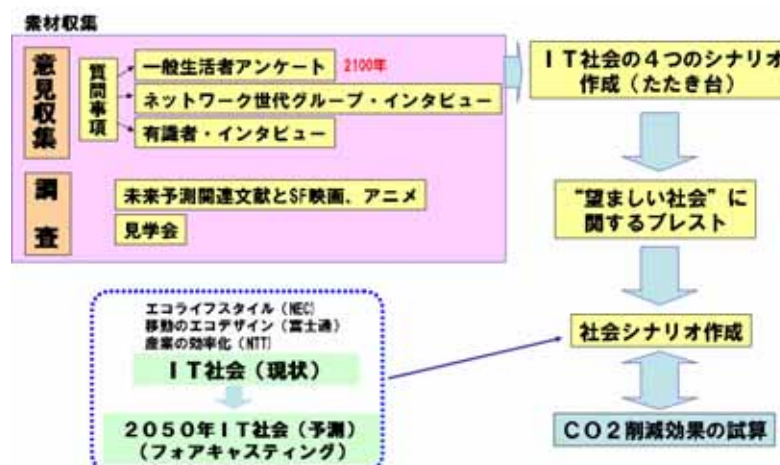 素材収集
意見収集
質問事項
一般生活者アンケート 2100年
ネットワーク世代グループ・インタビュー
有識者・インタビュー
調査
未来予測関連文献とSF映画、アニメ
見学会
IT社会の4つのシナリオ
作成(たたき台)
“望ましい社会”に
関するブレスト
社会シナリオ作成
CO2削減効果の試算
エコライフスタイル(NEC)
移動のエコデザイン(富士通)
産業の効率化(NTT)
IT社会(現状)
2050年IT社会(予測)
(フォアキャスティング)